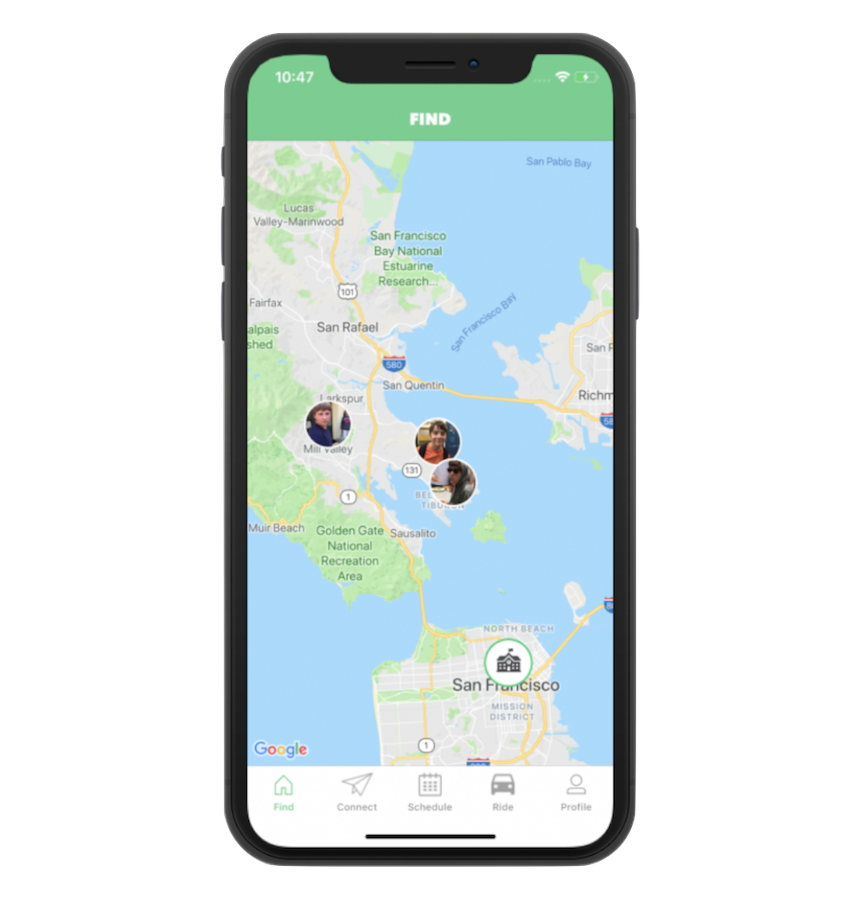 10:47
FIND
San Pablo Bay
Lucas
Valley-Marinwood
San Francisco
Bay National
Estuarine
Research...
101
Fairfax
San Francisco Bay
alpais
shed
San Rafael
San P
580
San Quentin
Richm
Larkspur
Mill Valley
131
1
BEL
TIBURON
Muir Beach
Golden Gate
National
Recreation
Area
Sausalito
NORTH BEACH
San Francisco
MISSION
DISTRICT
1
Google
Find
Connect
Schedule
Ride
Profile